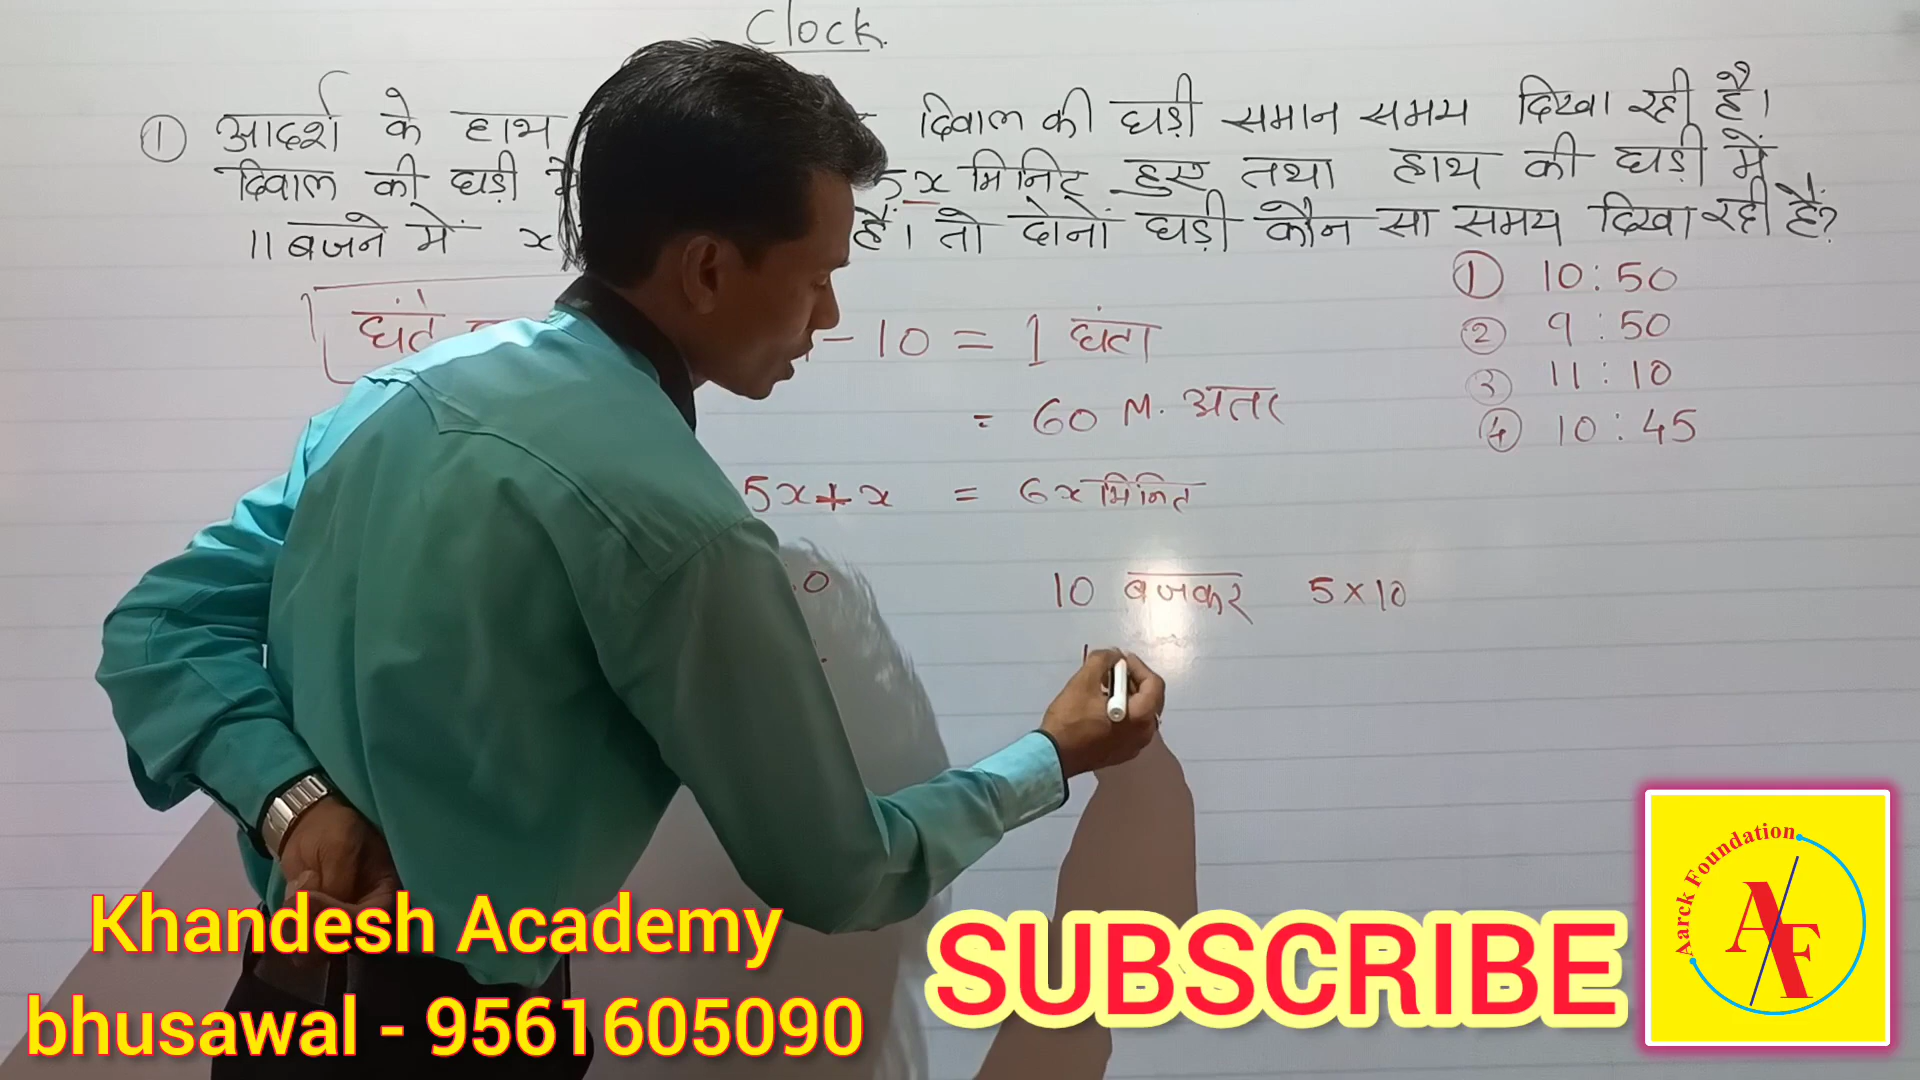 Clock.
① आदर्श के हाथ दिवाल की घड़ी समान समय दिखा रही है।
दिवाल की घड़ी में 5x मिनिट् हुए तथा हाथ की घड़ी में
11 बजने में x हैं। तो दोनों घड़ी कौन सा समय दिखा रही हैं?
① 10:50
② 9:50
③ 11:10
④ 10:45
घंटे - 10 = 1 घंटा
= 60 M. अंतर
5x+x = 6x मिनित
10 बजकर 5×10
Khandesh Academy
bhusawal - 9561605090
SUBSCRIBE
Aarck Foundation
AF